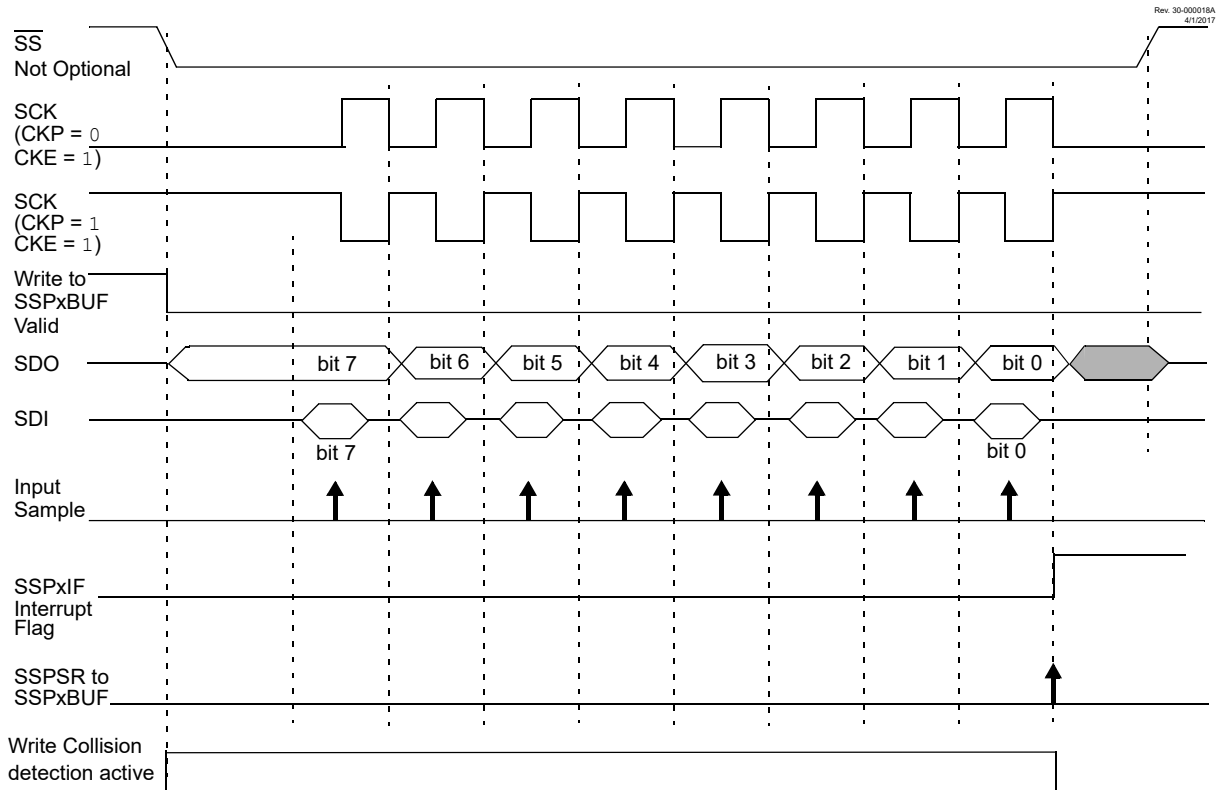 Rev. 30-000018A
4/1/2017
SS
Not Optional
SCK
(CKP = 0
CKE = 1)
SCK
(CKP = 1
CKE = 1)
Write to
SSPxBUF
Valid
SDO
bit 7
bit 6
bit 5
bit 4
bit 3
bit 2
bit 1
bit 0
SDI
bit 7
bit 0
Input
Sample
SSPxIF
Interrupt
Flag
SSPSR to
SSPxBUF
Write Collision
detection active